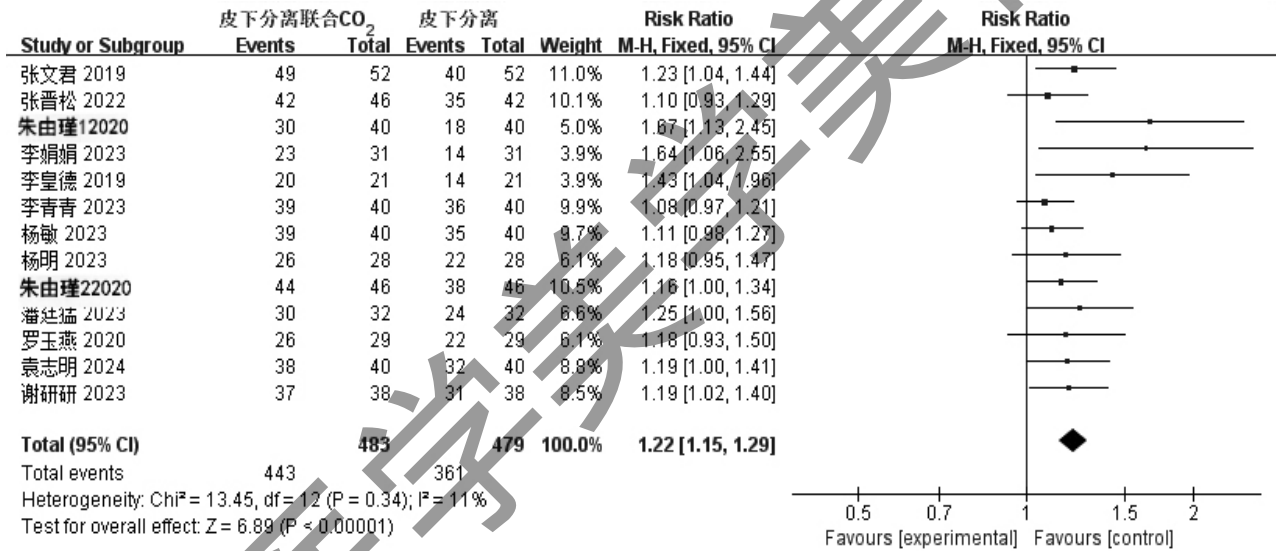 皮下分离联合CO₂ 皮下分离 Risk Ratio Risk Ratio
Study or Subgroup Events Total Events Total Weight M-H, Fixed, 95% CI M-H, Fixed, 95% CI
张文君 2019 49 52 40 52 11.0% 1.23 [1.04, 1.44]
张晋松 2022 42 46 35 42 10.1% 1.10 [0.93, 1.29]
朱由瑾12020 30 40 18 40 5.0% 1.67 [1.13, 2.45]
李娟娟 2023 23 31 14 31 3.9% 1.64 [1.06, 2.55]
李皇德 2019 20 21 14 21 3.9% 1.43 [1.04, 1.96]
李青青 2023 39 40 36 40 9.9% 1.08 [0.97, 1.21]
杨敏 2023 39 40 35 40 9.7% 1.11 [0.98, 1.27]
杨明 2023 26 28 22 28 6.1% 1.18 [0.95, 1.47]
朱由瑾22020 44 46 38 46 10.5% 1.16 [1.00, 1.34]
潘廷猛 2023 30 32 24 32 6.6% 1.25 [1.00, 1.56]
罗玉燕 2020 26 29 22 29 6.1% 1.18 [0.93, 1.50]
袁志明 2024 38 40 32 40 8.8% 1.19 [1.00, 1.41]
谢研研 2023 37 38 31 38 8.5% 1.19 [1.02, 1.40]
Total (95% CI) 483 479 100.0% 1.22 [1.15, 1.29]
Total events 443 361
Heterogeneity: Chi² = 13.45, df = 12 (P = 0.34); I² = 11%
Test for overall effect: Z = 6.89 (P < 0.00001)
0.5 0.7 1 1.5 2
Favours [experimental] Favours [control]
医学美学美